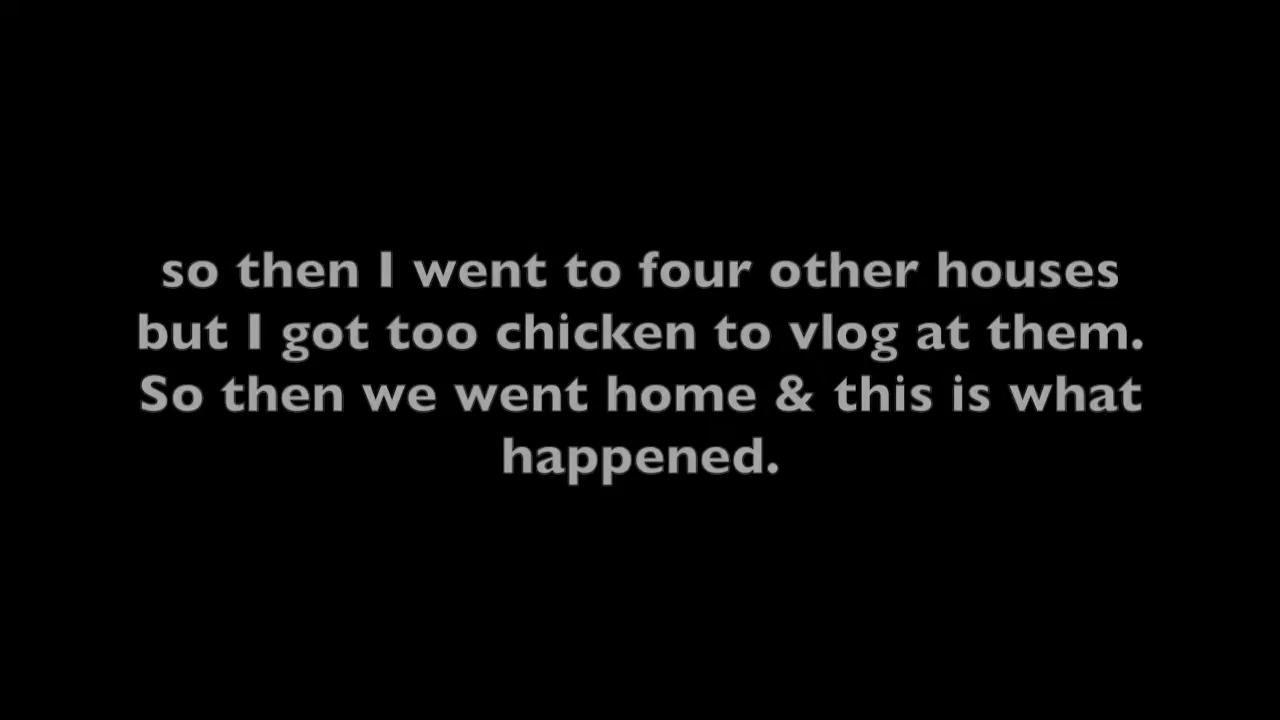 so then I went to four other houses
but I got too chicken to vlog at them.
So then we went home & this is what
happened.